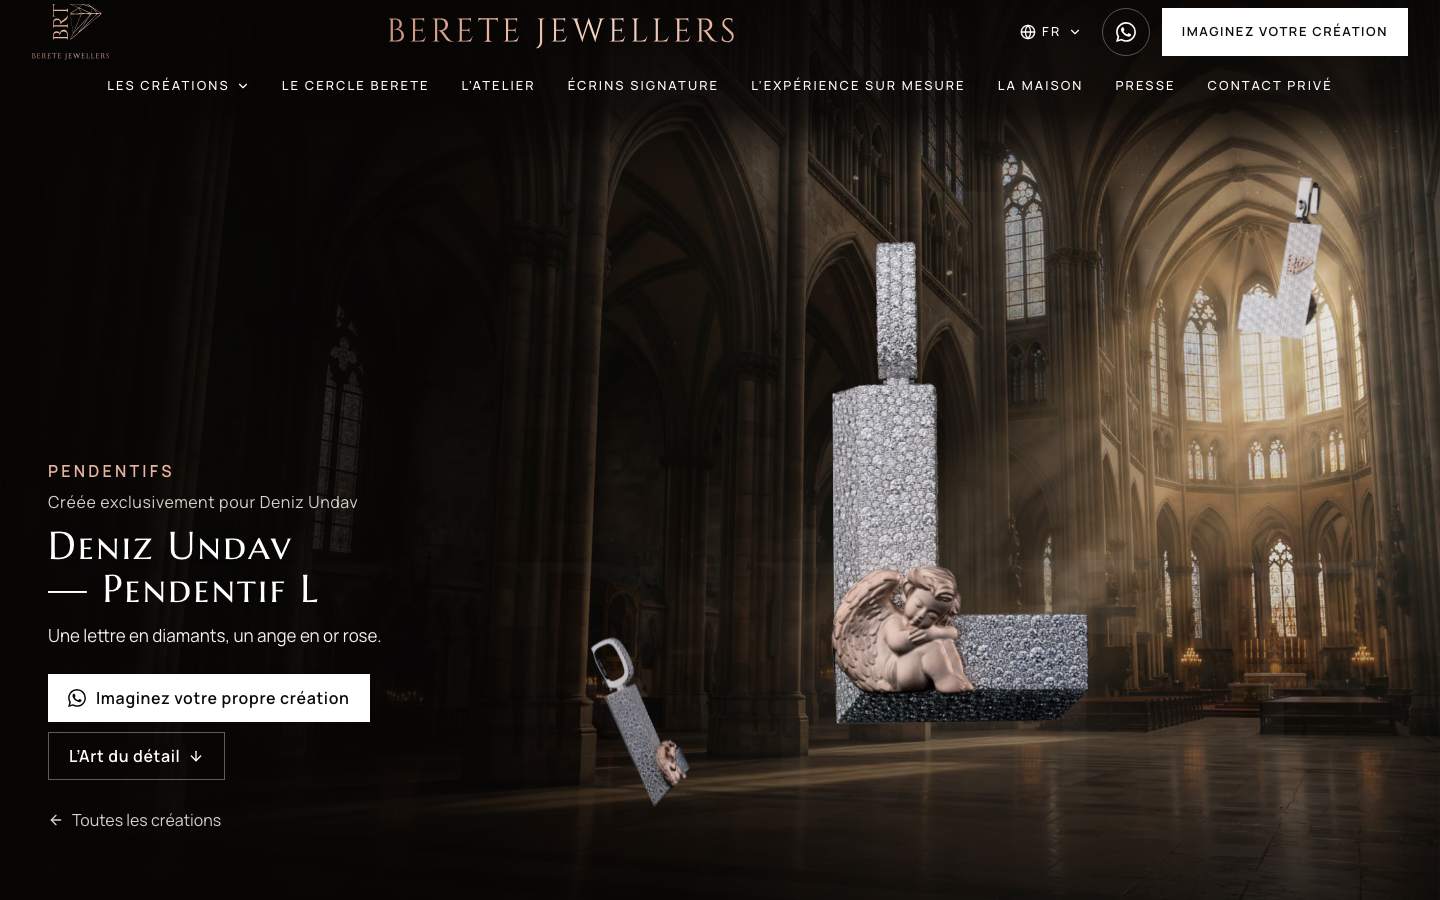 BRT
BERETE JEWELLERS
BERETE JEWELLERS
FR
IMAGINEZ VOTRE CRÉATION
LES CRÉATIONS
LE CERCLE BERETE
L'ATELIER
ÉCRINS SIGNATURE
L'EXPÉRIENCE SUR MESURE
LA MAISON
PRESSE
CONTACT PRIVÉ
PENDENTIFS
Créée exclusivement pour Deniz Undav
Deniz Undav
— Pendentif L
Une lettre en diamants, un ange en or rose.
Imaginez votre propre création
L'Art du détail ↓
← Toutes les créations